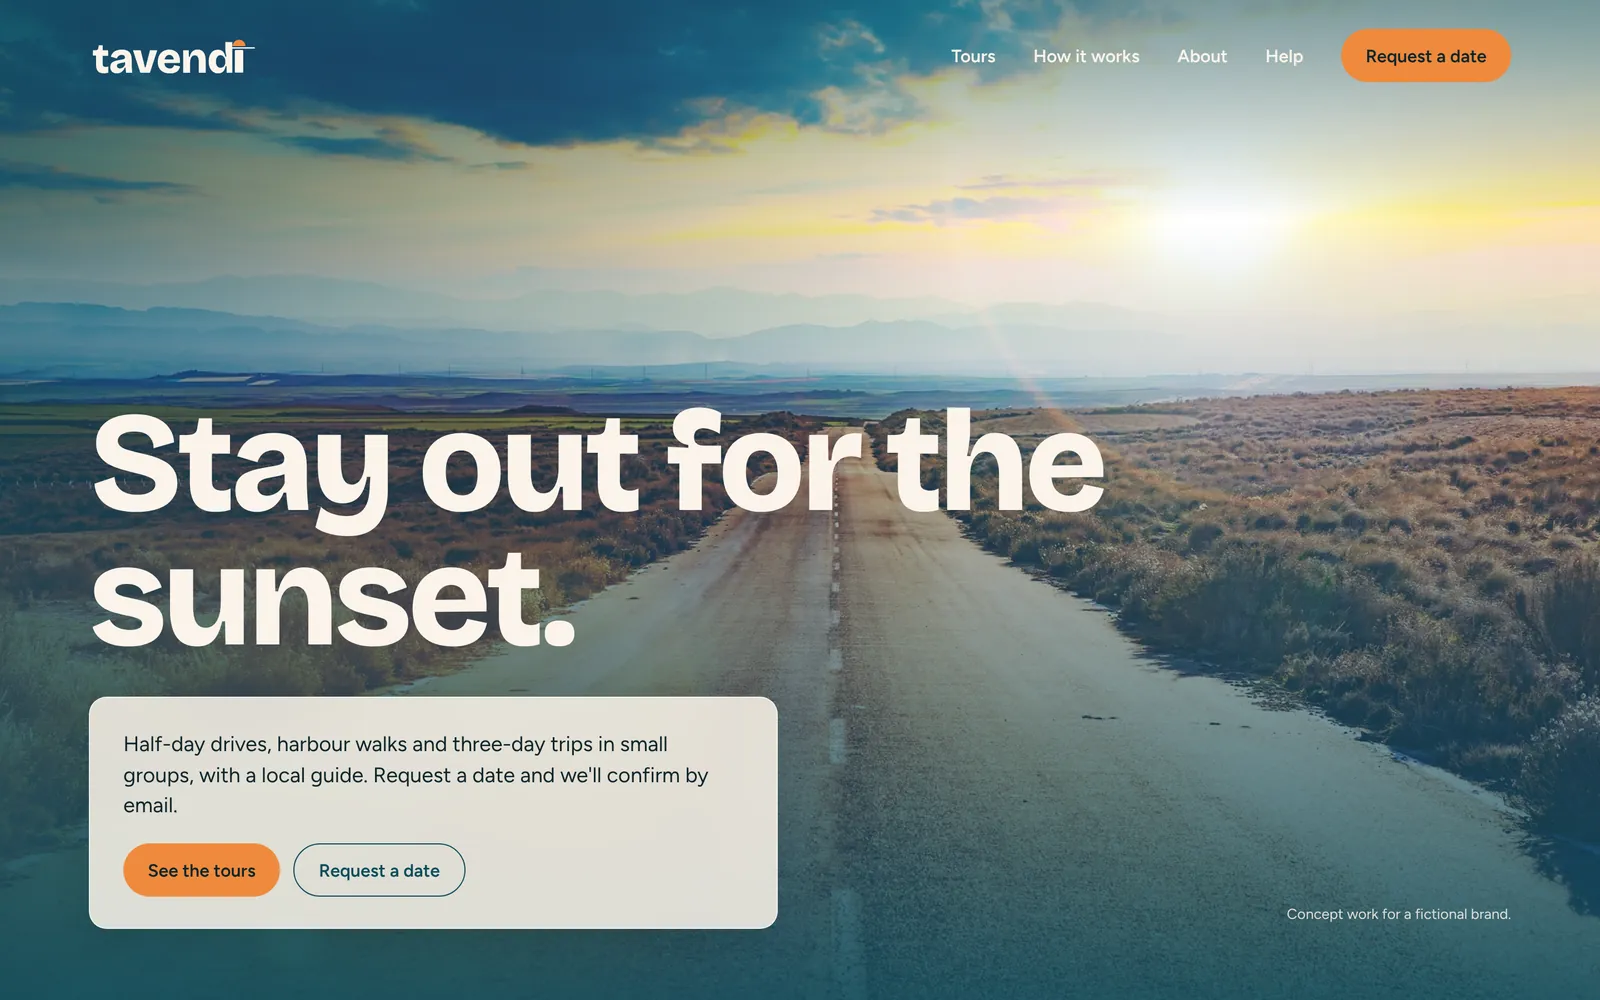 tavendi
Tours
How it works
About
Help
Request a date
Stay out for the
sunset.
Half-day drives, harbour walks and three-day trips in small
groups, with a local guide. Request a date and we'll confirm by
email.
See the tours
Request a date
Concept work for a fictional brand.